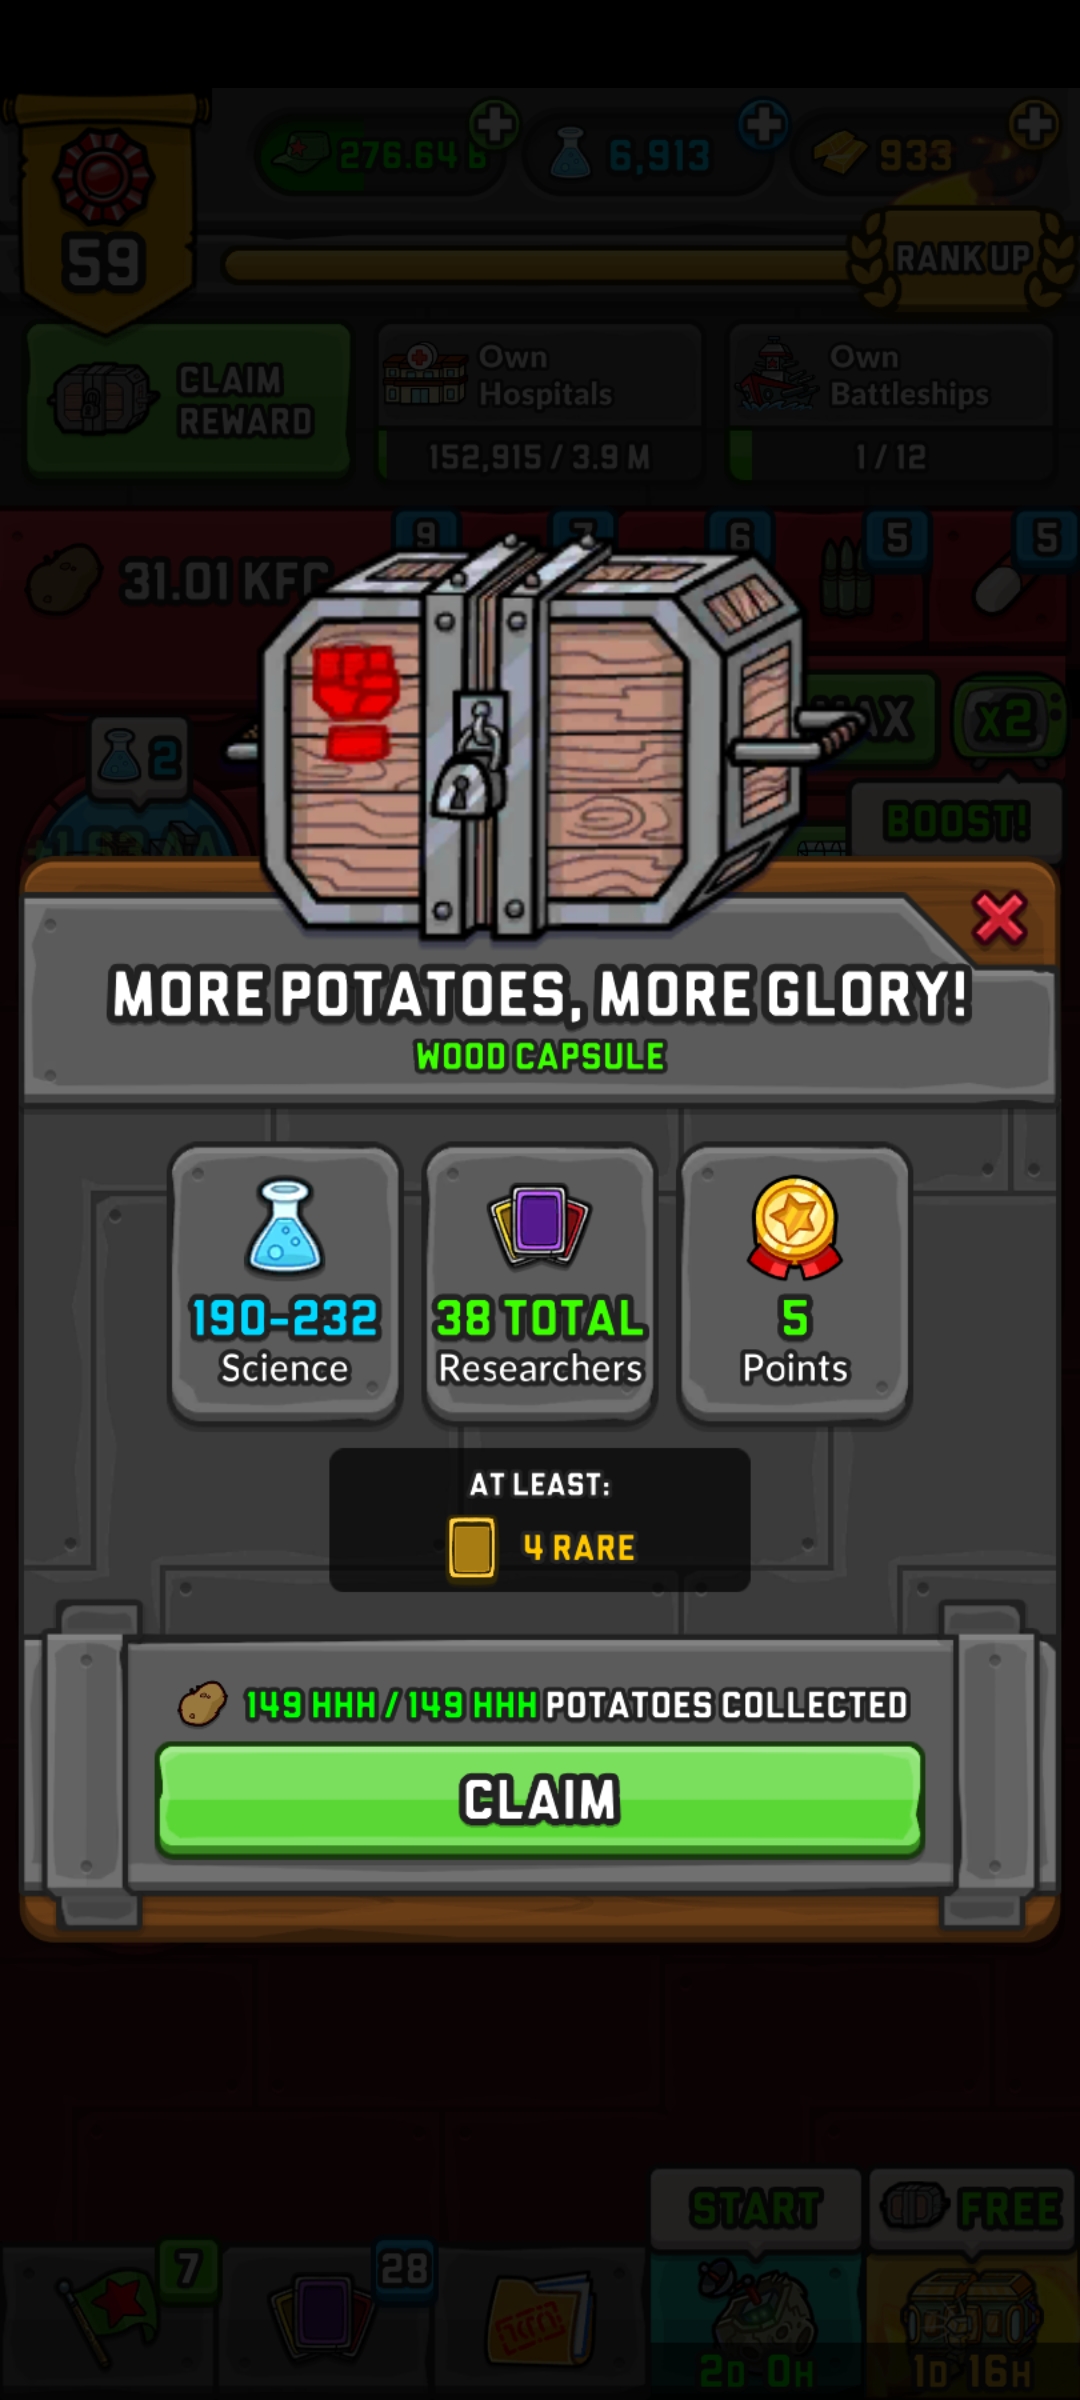 276.64 B
6,913
933
59
RANK UP
CLAIM
REWARD
Own
Hospitals
152,915 / 3.9 M
Own
Battleships
1 / 12
9
7
6
5
5
31.01 KFC
X2
2
+1.63 AA
BOOST!
MORE POTATOES, MORE GLORY!
WOOD CAPSULE
190-232
Science
38 TOTAL
Researchers
5
Points
AT LEAST:
4 RARE
149 HHH / 149 HHH POTATOES COLLECTED
CLAIM
START
FREE
7
28
2D 0H
1D 16H